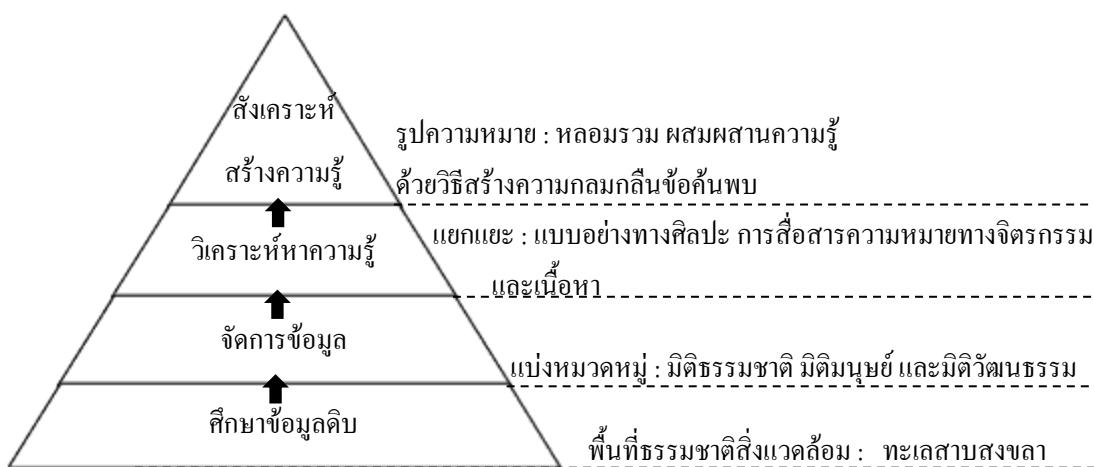 สังเคราะห์
สร้างความรู้
รูปความหมาย : หลอมรวม ผสมผสานความรู้
ด้วยวิธีสร้างความกลมกลืนข้อค้นพบ
วิเคราะห์หาความรู้
แยกแยะ : แบบอย่างทางศิลปะ การสื่อสารความหมายทางจิตรกรรม
และเนื้อหา
จัดการข้อมูล
แบ่งหมวดหมู่ : มิติธรรมชาติ มิติมนุษย์ และมิติวัฒนธรรม
ศึกษาข้อมูลดิบ
พื้นที่ธรรมชาติสิ่งแวดล้อม : ทะเลสาบสงขลา